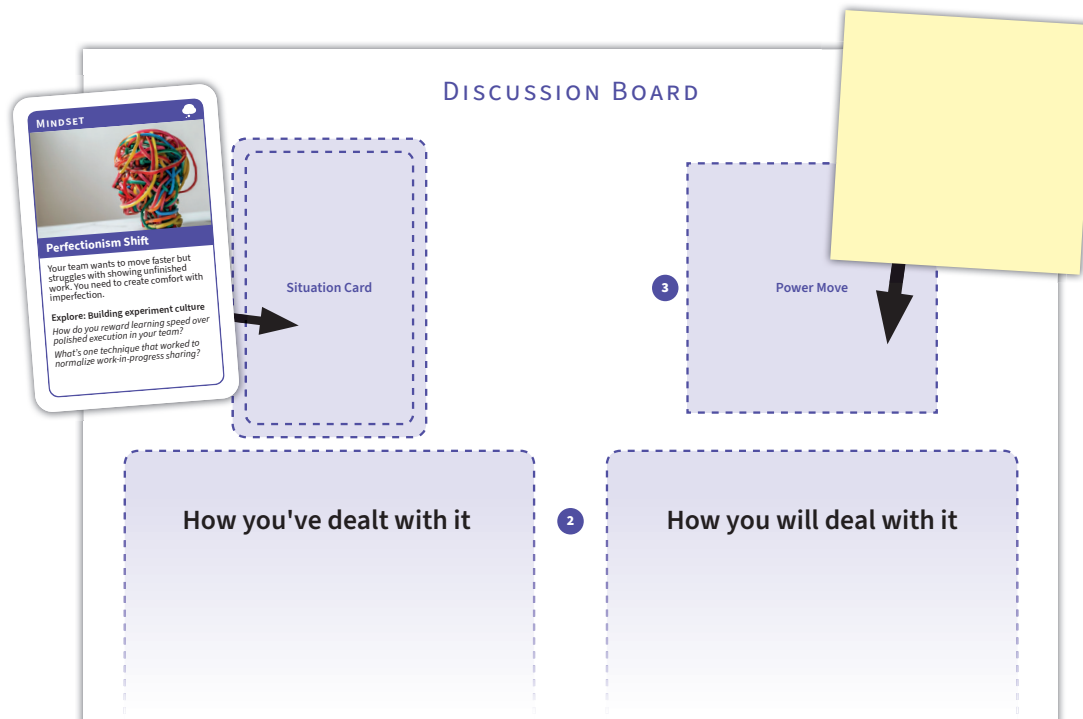 Discussion Board
Mindset
Perfectionism Shift
Your team wants to move faster but
struggles with showing unfinished
work. You need to create comfort with
imperfection.
Explore: Building experiment culture
How do you reward learning speed over
polished execution in your team?
What's one technique that worked to
normalize work-in-progress sharing?
Situation Card
3
Power Move
How you've dealt with it
2
How you will deal with it